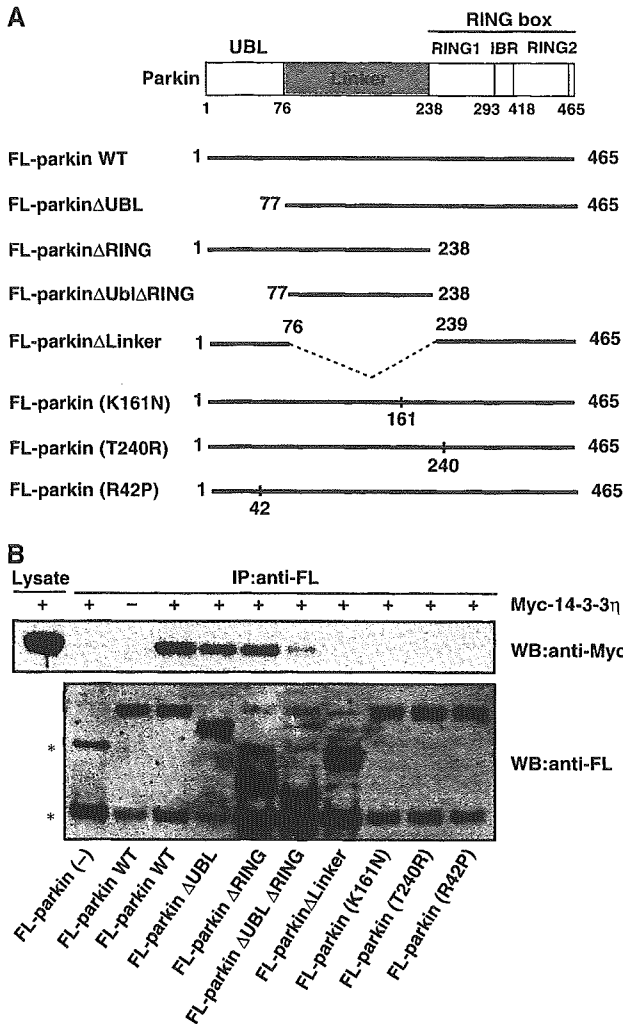 A
RING box
UBL RING1 IBR RING2
Parkin Linker
1 76 238 293 418 465
FL-parkin WT 1 465
FL-parkinΔUBL 77 465
FL-parkinΔRING 1 238
FL-parkinΔUblΔRING 77 238
FL-parkinΔLinker 1 76 239 465
FL-parkin (K161N) 1 465
161
FL-parkin (T240R) 1 465
240
FL-parkin (R42P) 1 465
42
B
Lysate IP:anti-FL
+ + − + + + + + + + + Myc-14-3-3η
WB:anti-Myc
*
WB:anti-FL
*
FL-parkin (−)
FL-parkin WT
FL-parkin WT
FL-parkin ΔUBL
FL-parkin ΔRING
FL-parkin ΔUBL ΔRING
FL-parkinΔLinker
FL-parkin (K161N)
FL-parkin (T240R)
FL-parkin (R42P)